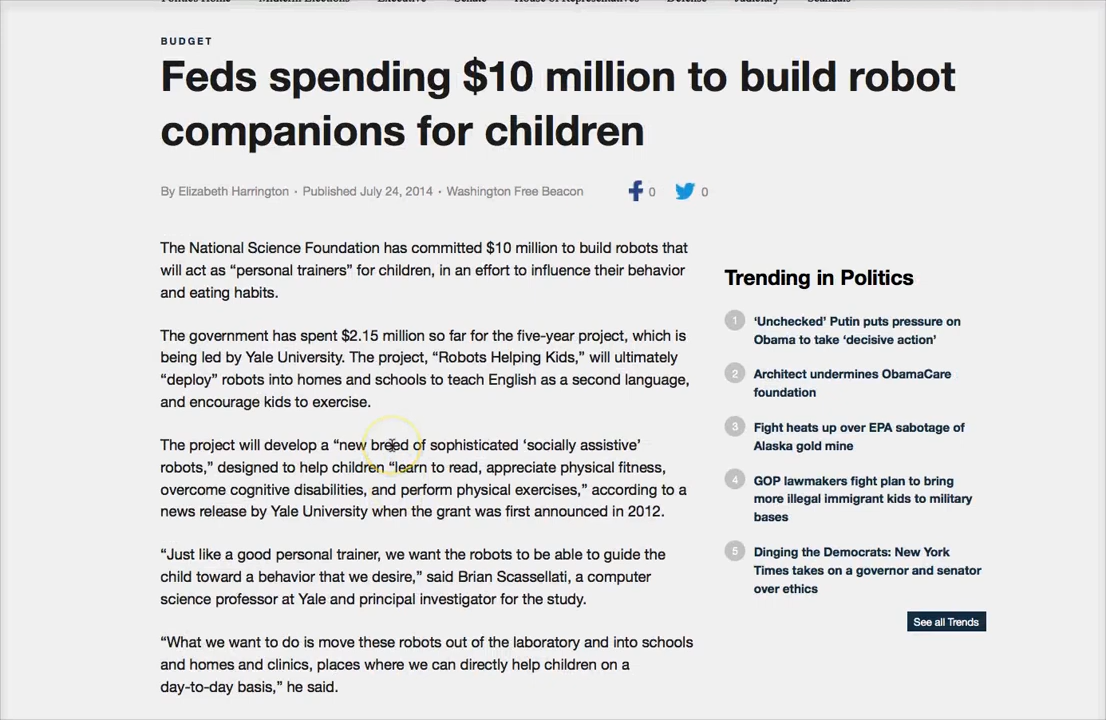 Politics Home Midterm Elections Executive Senate House of Representatives Defense Judiciary Scandals
BUDGET
Feds spending $10 million to build robot
companions for children
By Elizabeth Harrington · Published July 24, 2014 · Washington Free Beacon 0 0
The National Science Foundation has committed $10 million to build robots that
will act as “personal trainers” for children, in an effort to influence their behavior
and eating habits.
The government has spent $2.15 million so far for the five-year project, which is
being led by Yale University. The project, “Robots Helping Kids,” will ultimately
“deploy” robots into homes and schools to teach English as a second language,
and encourage kids to exercise.
The project will develop a “new breed of sophisticated ‘socially assistive’
robots,” designed to help children “learn to read, appreciate physical fitness,
overcome cognitive disabilities, and perform physical exercises,” according to a
news release by Yale University when the grant was first announced in 2012.
“Just like a good personal trainer, we want the robots to be able to guide the
child toward a behavior that we desire,” said Brian Scassellati, a computer
science professor at Yale and principal investigator for the study.
“What we want to do is move these robots out of the laboratory and into schools
and homes and clinics, places where we can directly help children on a
day-to-day basis,” he said.
Trending in Politics
1 ‘Unchecked’ Putin puts pressure on
Obama to take ‘decisive action’
2 Architect undermines ObamaCare
foundation
3 Fight heats up over EPA sabotage of
Alaska gold mine
4 GOP lawmakers fight plan to bring
more illegal immigrant kids to military
bases
5 Dinging the Democrats: New York
Times takes on a governor and senator
over ethics
See all Trends